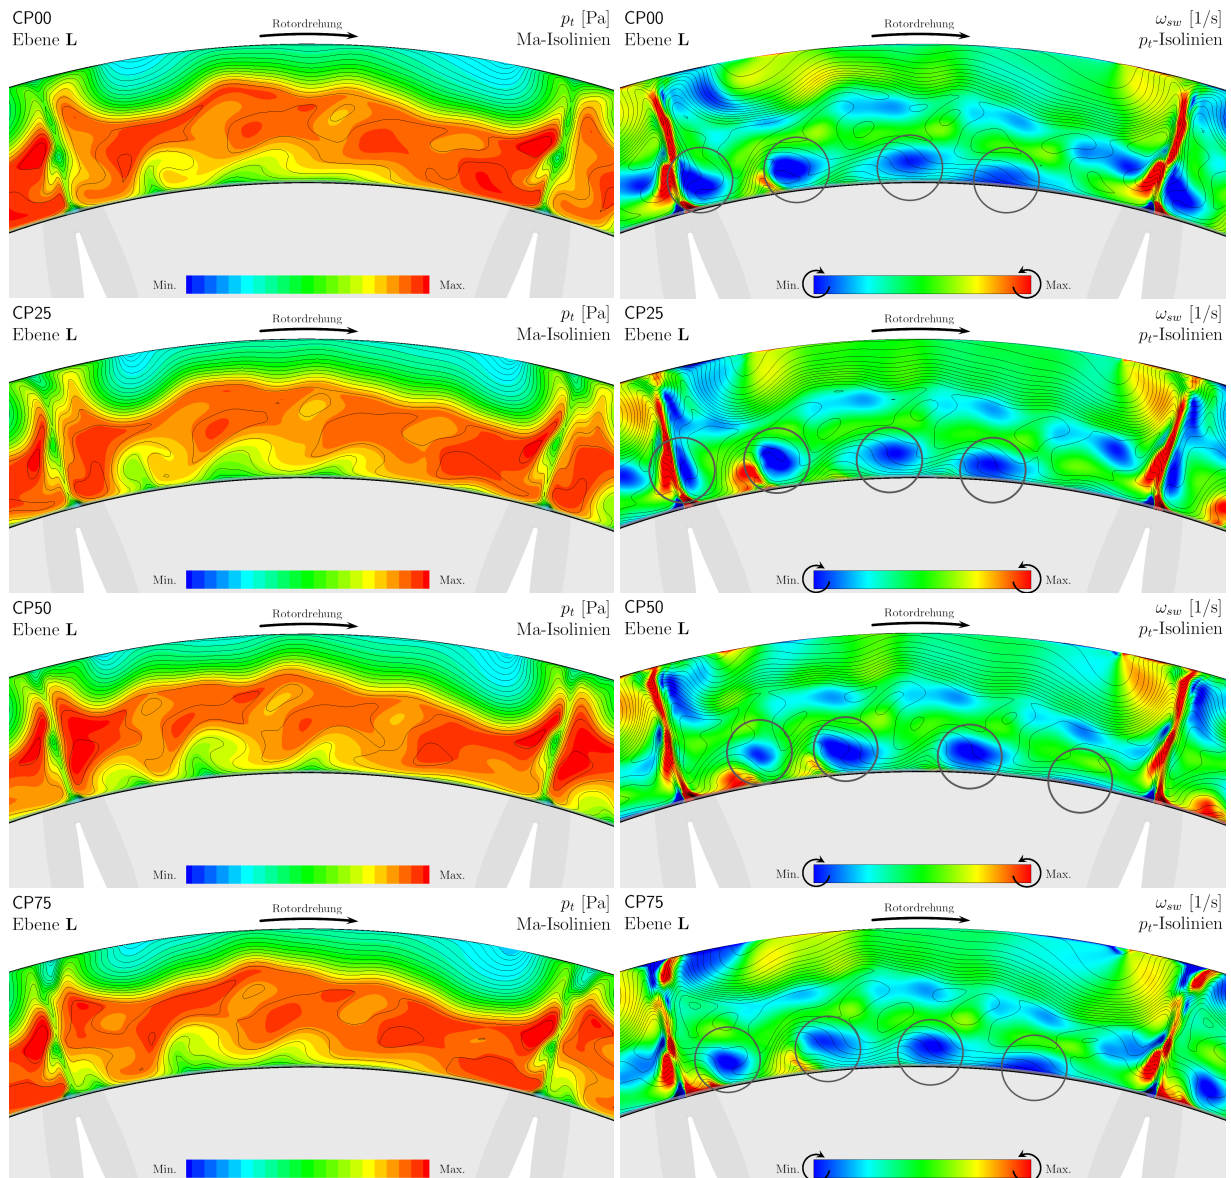 CP00
Ebene L
Rotordrehung
p_t [Pa]
Ma-Isolinien
Min.
Max.
CP00
Ebene L
Rotordrehung
ω_sw [1/s]
p_t-Isolinien
Min.
Max.
CP25
Ebene L
Rotordrehung
p_t [Pa]
Ma-Isolinien
Min.
Max.
CP25
Ebene L
Rotordrehung
ω_sw [1/s]
p_t-Isolinien
Min.
Max.
CP50
Ebene L
Rotordrehung
p_t [Pa]
Ma-Isolinien
Min.
Max.
CP50
Ebene L
Rotordrehung
ω_sw [1/s]
p_t-Isolinien
Min.
Max.
CP75
Ebene L
Rotordrehung
p_t [Pa]
Ma-Isolinien
Min.
Max.
CP75
Ebene L
Rotordrehung
ω_sw [1/s]
p_t-Isolinien
Min.
Max.